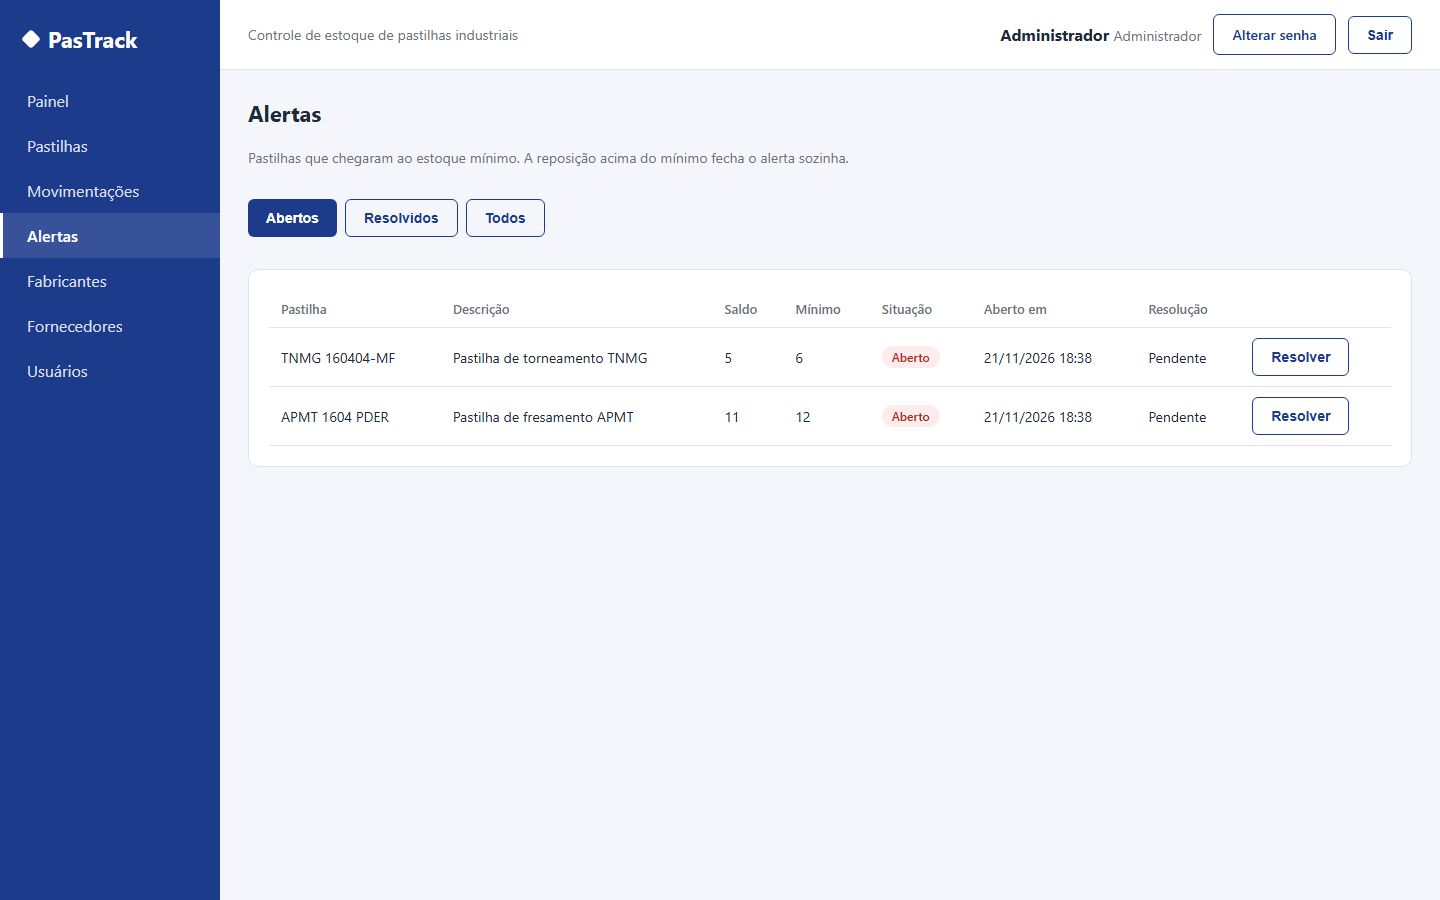 PasTrack
Controle de estoque de pastilhas industriais
Administrador Administrador
Alterar senha
Sair
Painel
Pastilhas
Movimentações
Alertas
Fabricantes
Fornecedores
Usuários
Alertas
Pastilhas que chegaram ao estoque mínimo. A reposição acima do mínimo fecha o alerta sozinha.
Abertos Resolvidos Todos
Pastilha Descrição Saldo Mínimo Situação Aberto em Resolução
TNMG 160404-MF Pastilha de torneamento TNMG 5 6 Aberto 21/11/2026 18:38 Pendente Resolver
APMT 1604 PDER Pastilha de fresamento APMT 11 12 Aberto 21/11/2026 18:38 Pendente Resolver